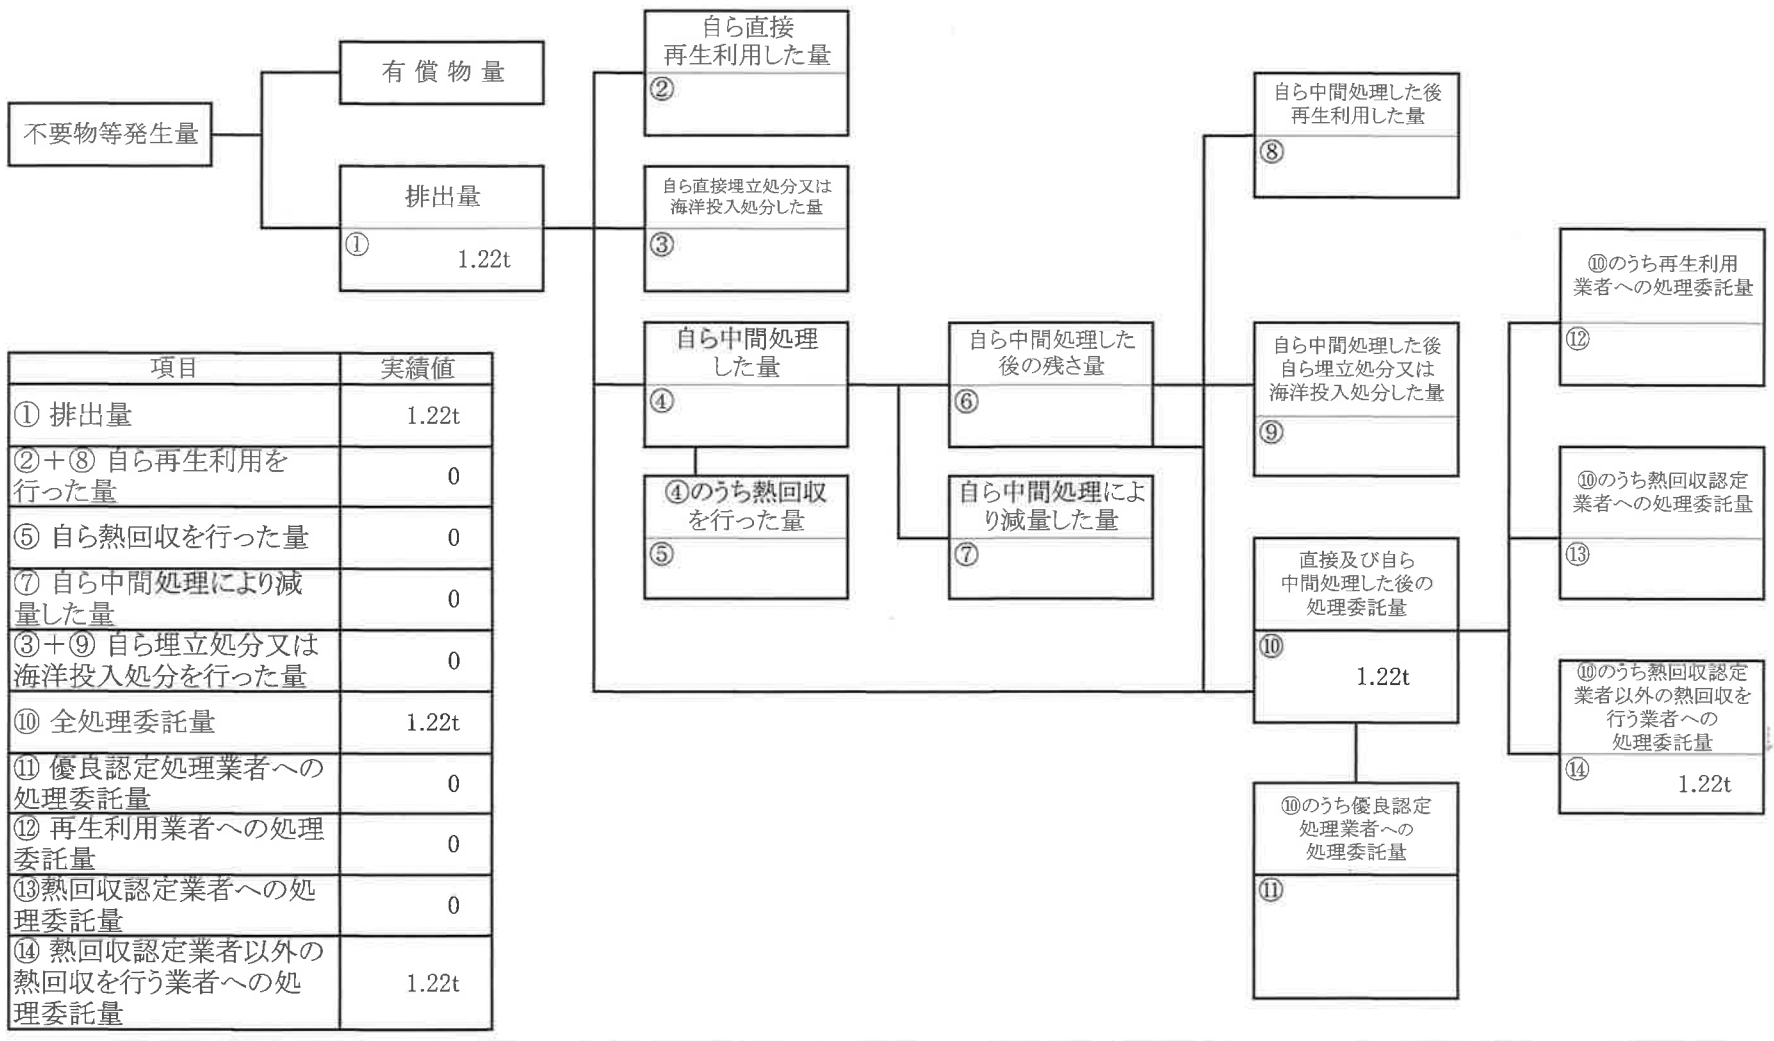 不要物等発生量
有償物量
排出量
①
1.22t
自ら直接
再生利用した量
②
自ら直接埋立処分又は
海洋投入処分した量
③
自ら中間処理
した量
④
④のうち熱回収
を行った量
⑤
自ら中間処理した
後の残さ量
⑥
自ら中間処理によ
り減量した量
⑦
自ら中間処理した後
再生利用した量
⑧
自ら中間処理した後
自ら埋立処分又は
海洋投入処分した量
⑨
直接及び自ら
中間処理した後の
処理委託量
⑩
1.22t
⑩のうち優良認定
処理業者への
処理委託量
⑪
⑩のうち再生利用
業者への処理委託量
⑫
⑩のうち熱回収認定
業者への処理委託量
⑬
⑩のうち熱回収認定
業者以外の熱回収を
行う業者への
処理委託量
⑭
1.22t
項目 実績値
① 排出量 1.22t
②+⑧ 自ら再生利用を
行った量 0
⑤ 自ら熱回収を行った量 0
⑦ 自ら中間処理により減
量した量 0
③+⑨ 自ら埋立処分又は
海洋投入処分を行った量 0
⑩ 全処理委託量 1.22t
⑪ 優良認定処理業者への
処理委託量 0
⑫ 再生利用業者への処理
委託量 0
⑬熱回収認定業者への処
理委託量 0
⑭ 熱回収認定業者以外の
熱回収を行う業者への処
理委託量 1.22t